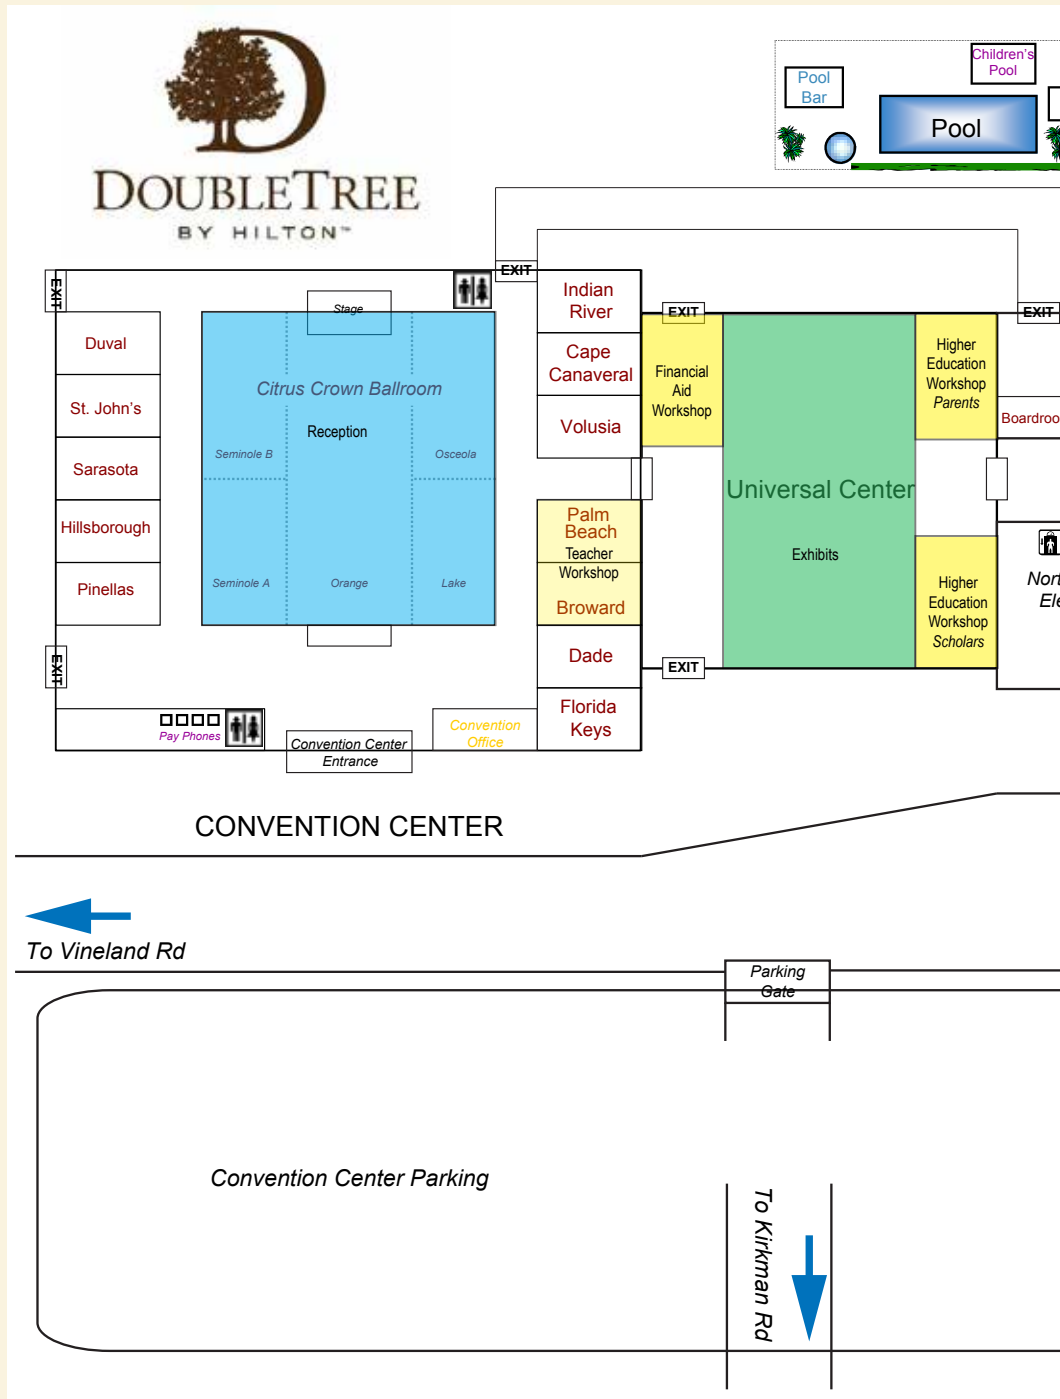 DOUBLETREE
BY HILTON™
Children's
Pool
Pool
Bar
Pool
EXIT
EXIT
EXIT
EXIT
Stage
Indian
River
Duval
Cape
Canaveral
Financial
Aid
Workshop
Higher
Education
Workshop
Parents
Citrus Crown Ballroom
St. John's
Reception
Volusia
Boardroo
Seminole B
Osceola
Sarasota
Universal Center
Hillsborough
Palm
Beach
Teacher
Workshop
Exhibits
Pinellas
Seminole A
Orange
Lake
Broward
Higher
Education
Workshop
Scholars
Nort
Ele
Dade
EXIT
EXIT
Florida
Keys
Pay Phones
Convention
Office
Convention Center
Entrance
CONVENTION CENTER
To Vineland Rd
Parking
Gate
Convention Center Parking
To Kirkman Rd